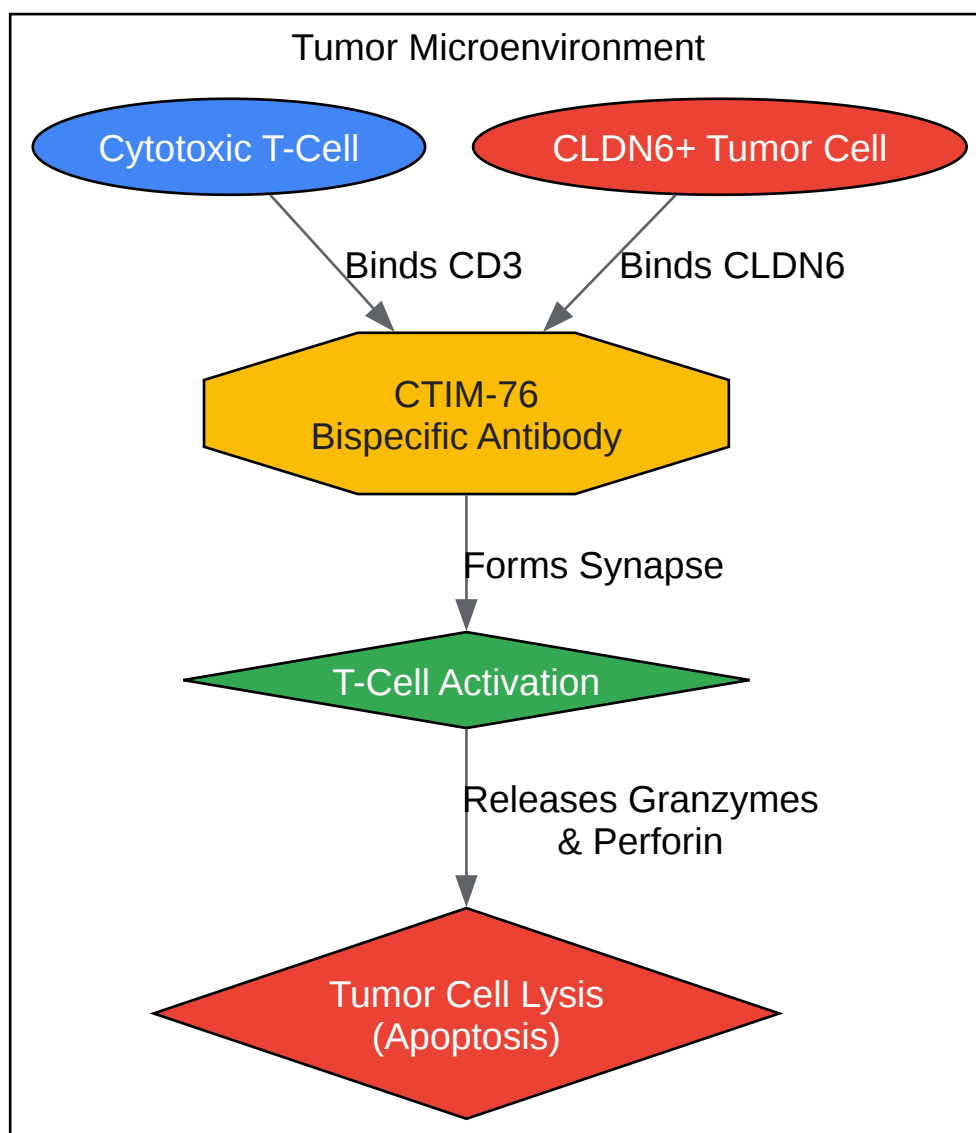 Tumor Microenvironment
Cytotoxic T-Cell
CLDN6+ Tumor Cell
Binds CD3
Binds CLDN6
CTIM-76
Bispecific Antibody
Forms Synapse
T-Cell Activation
Releases Granzymes
& Perforin
Tumor Cell Lysis
(Apoptosis)